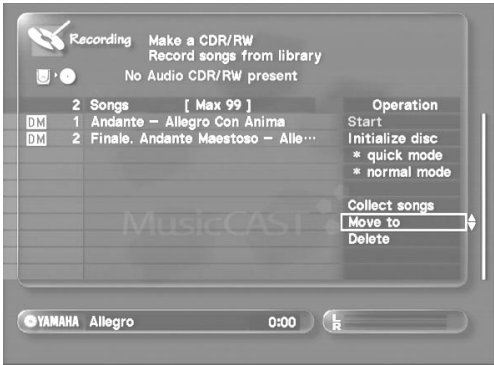 Recording
Make a CDR/RW
Record songs from library
No Audio CDR/RW present
2 Songs [ Max 99 ]
DM 1 Andante – Allegro Con Anima
DM 2 Finale. Andante Maestoso – Alle…
Operation
Start
Initialize disc
* quick mode
* normal mode
Collect songs
Move to
Delete
MusicCAST
YAMAHA Allegro 0:00
L
R